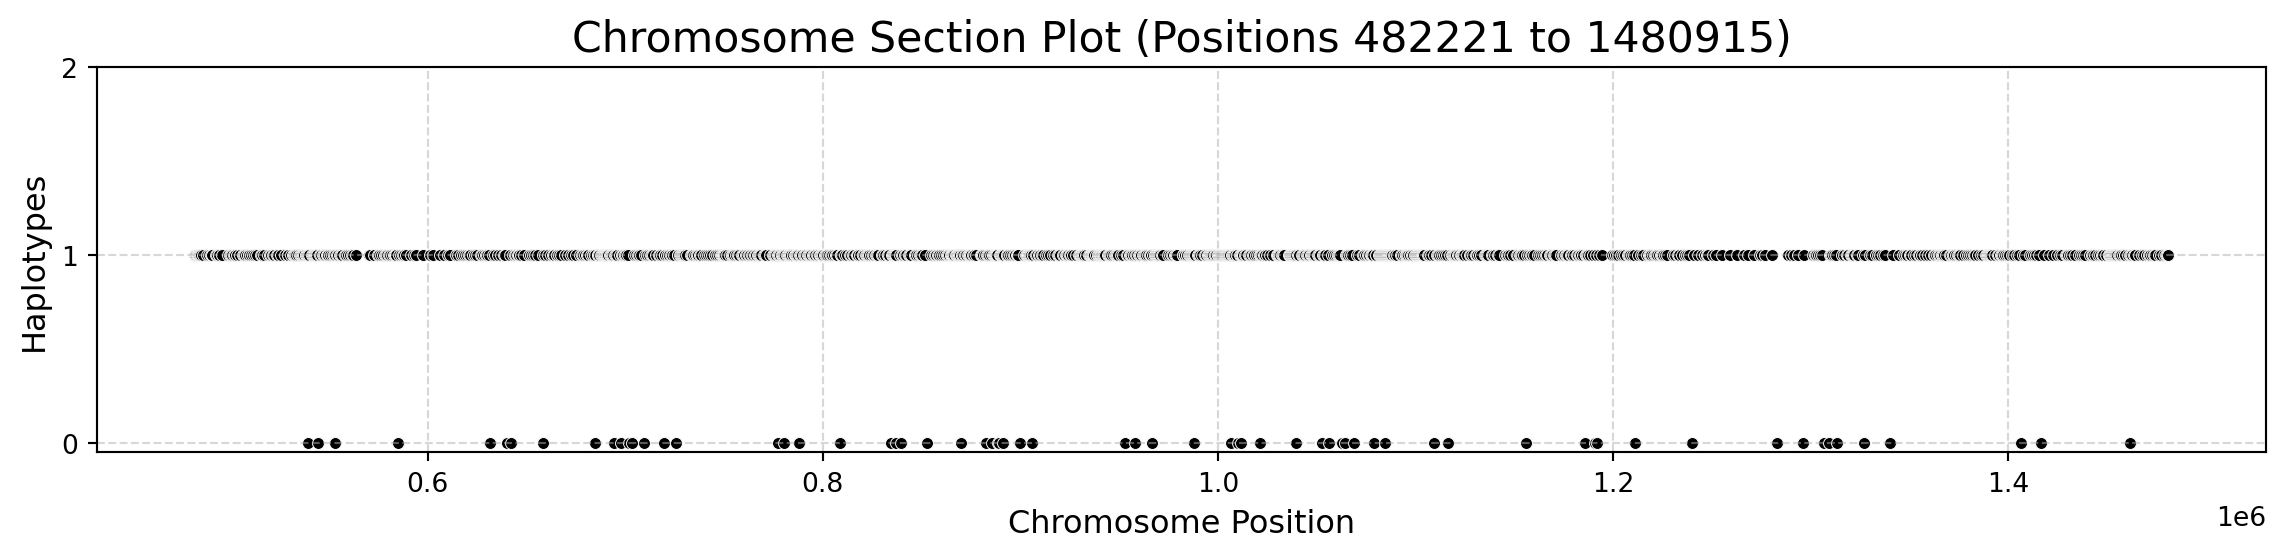 Chromosome Section Plot (Positions 482221 to 1480915)
Haplotypes
2
1
0
0.6 0.8 1.0 1.2 1.4
1e6
Chromosome Position